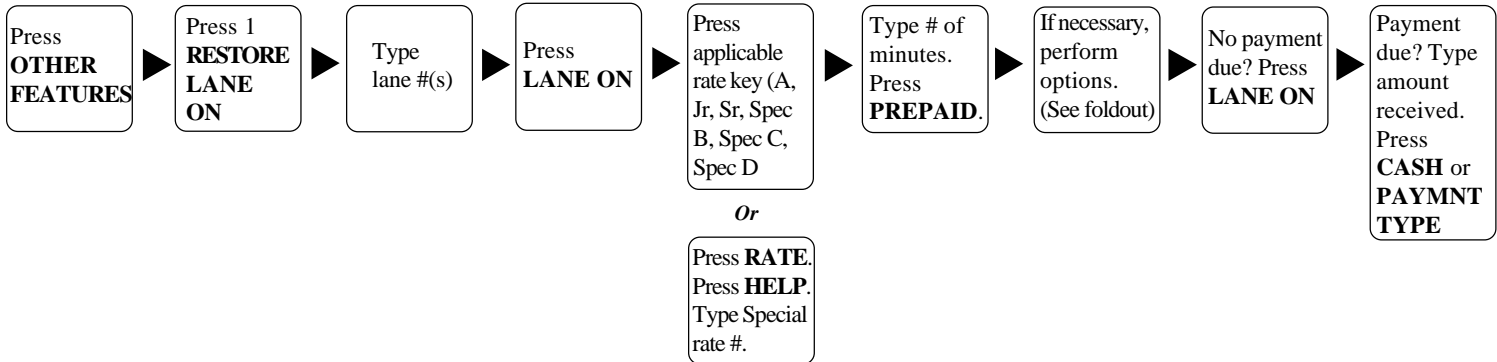 Press
OTHER
FEATURES
Press 1
RESTORE
LANE
ON
Type
lane #(s)
Press
LANE ON
Press
applicable
rate key (A,
Jr, Sr, Spec
B, Spec C,
Spec D
Or
Press RATE.
Press HELP.
Type Special
rate #.
Type # of
minutes.
Press
PREPAID.
If necessary,
perform
options.
(See foldout)
No payment
due? Press
LANE ON
Payment
due? Type
amount
received.
Press
CASH or
PAYMNT
TYPE